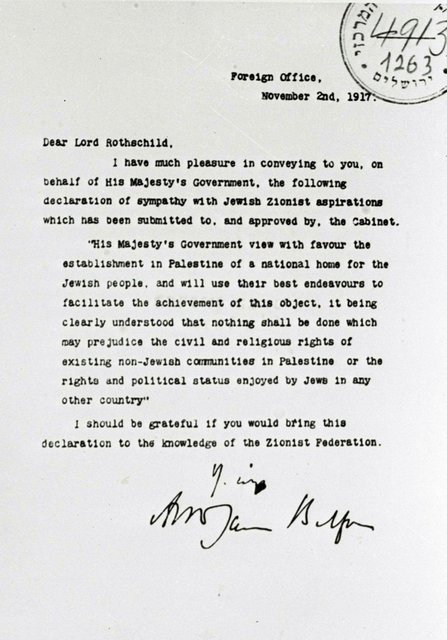 המרכזי
4913
1263
ירושלים
Foreign Office,
November 2nd, 1917.
Dear Lord Rothschild,
I have much pleasure in conveying to you, on
behalf of His Majesty's Government, the following
declaration of sympathy with Jewish Zionist aspirations
which has been submitted to, and approved by, the Cabinet.
"His Majesty's Government view with favour the
establishment in Palestine of a national home for the
Jewish people, and will use their best endeavours to
facilitate the achievement of this object, it being
clearly understood that nothing shall be done which
may prejudice the civil and religious rights of
existing non-Jewish communities in Palestine or the
rights and political status enjoyed by Jews in any
other country"
I should be grateful if you would bring this
declaration to the knowledge of the Zionist Federation.